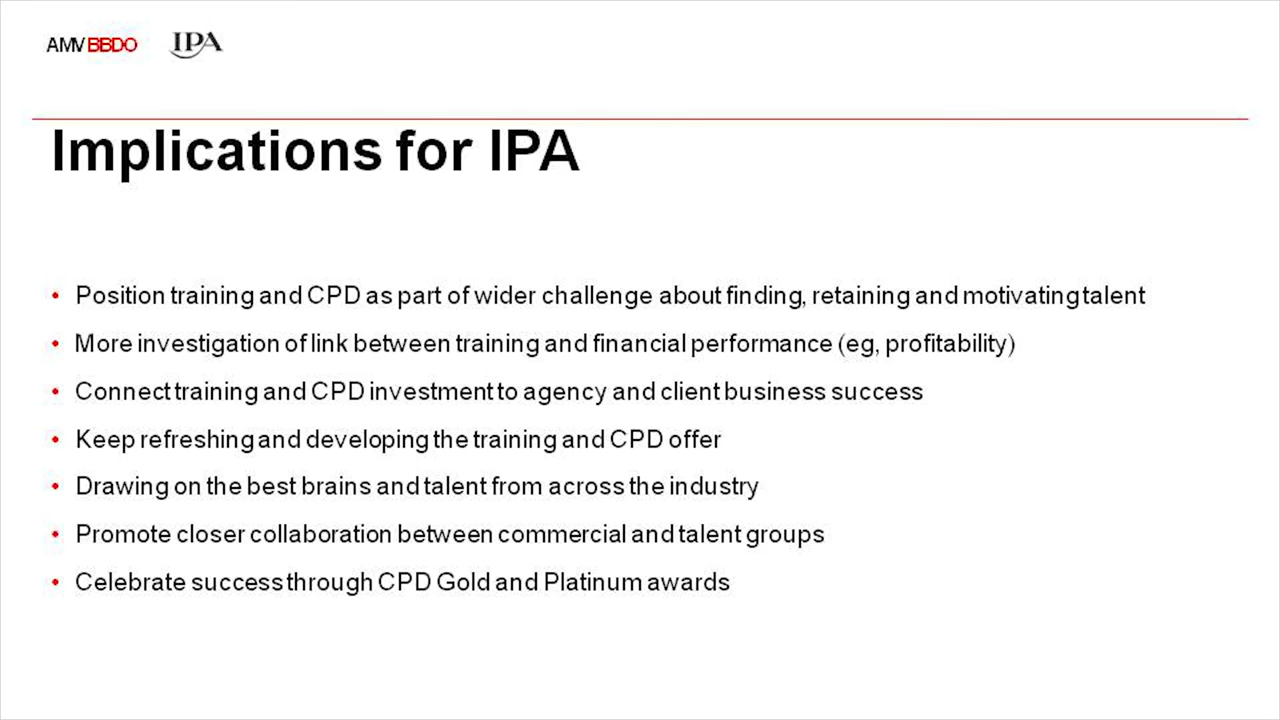 AMV BBDO IPA
Implications for IPA
• Position training and CPD as part of wider challenge about finding, retaining and motivating talent
• More investigation of link between training and financial performance (eg, profitability)
• Connect training and CPD investment to agency and client business success
• Keep refreshing and developing the training and CPD offer
• Drawing on the best brains and talent from across the industry
• Promote closer collaboration between commercial and talent groups
• Celebrate success through CPD Gold and Platinum awards